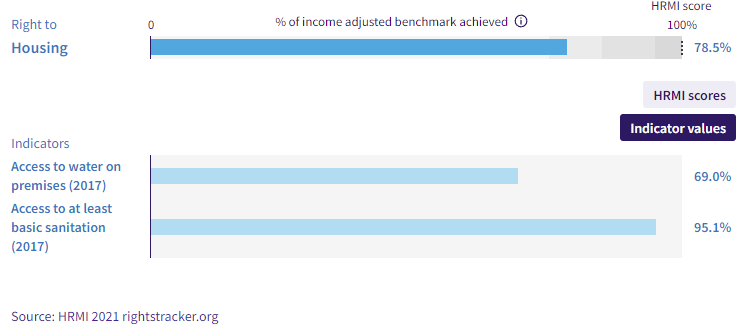 HRMI score
Right to
0
% of income adjusted benchmark achieved
100%
Housing
78.5%
HRMI scores
Indicator values
Indicators
Access to water on
premises (2017)
69.0%
Access to at least
basic sanitation
(2017)
95.1%
Source: HRMI 2021 rightstracker.org